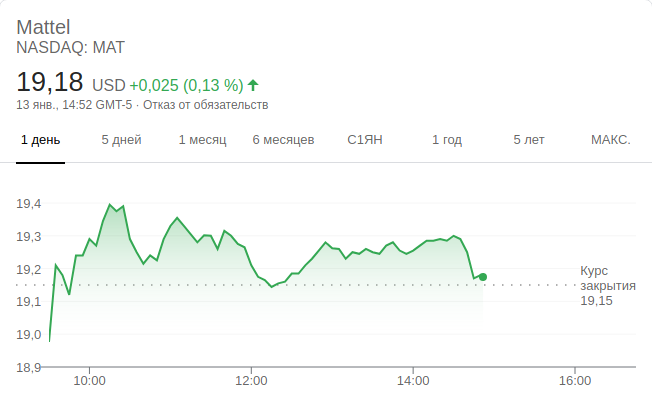 Mattel
NASDAQ: MAT
19,18 USD +0,025 (0,13 %)
13 янв., 14:52 GMT-5 · Отказ от обязательств
1 день 5 дней 1 месяц 6 месяцев С1ЯН 1 год 5 лет МАКС.
19,4
19,3
19,2
19,1
19,0
18,9
Курс
закрытия
19,15
10:00 12:00 14:00 16:00